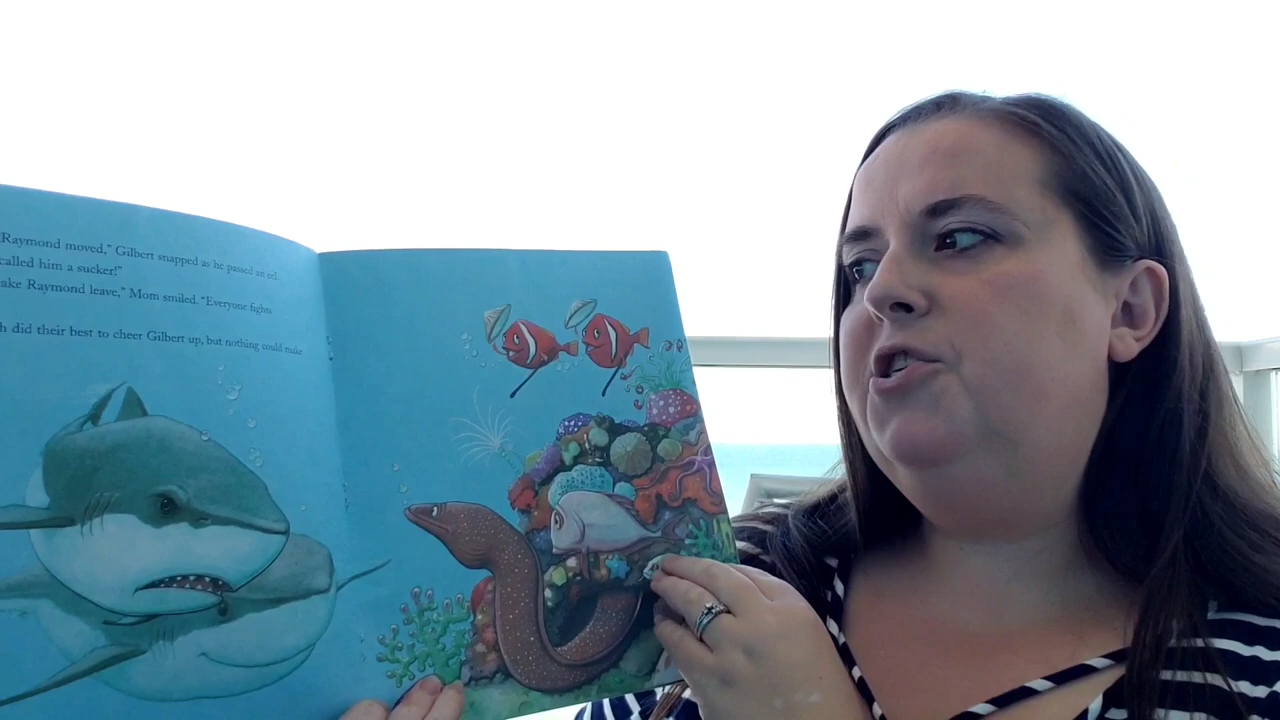 Raymond moved,” Gilbert snapped as he passed an eel.
called him a sucker!”
ake Raymond leave,” Mom smiled. “Everyone fights
h did their best to cheer Gilbert up, but nothing could make